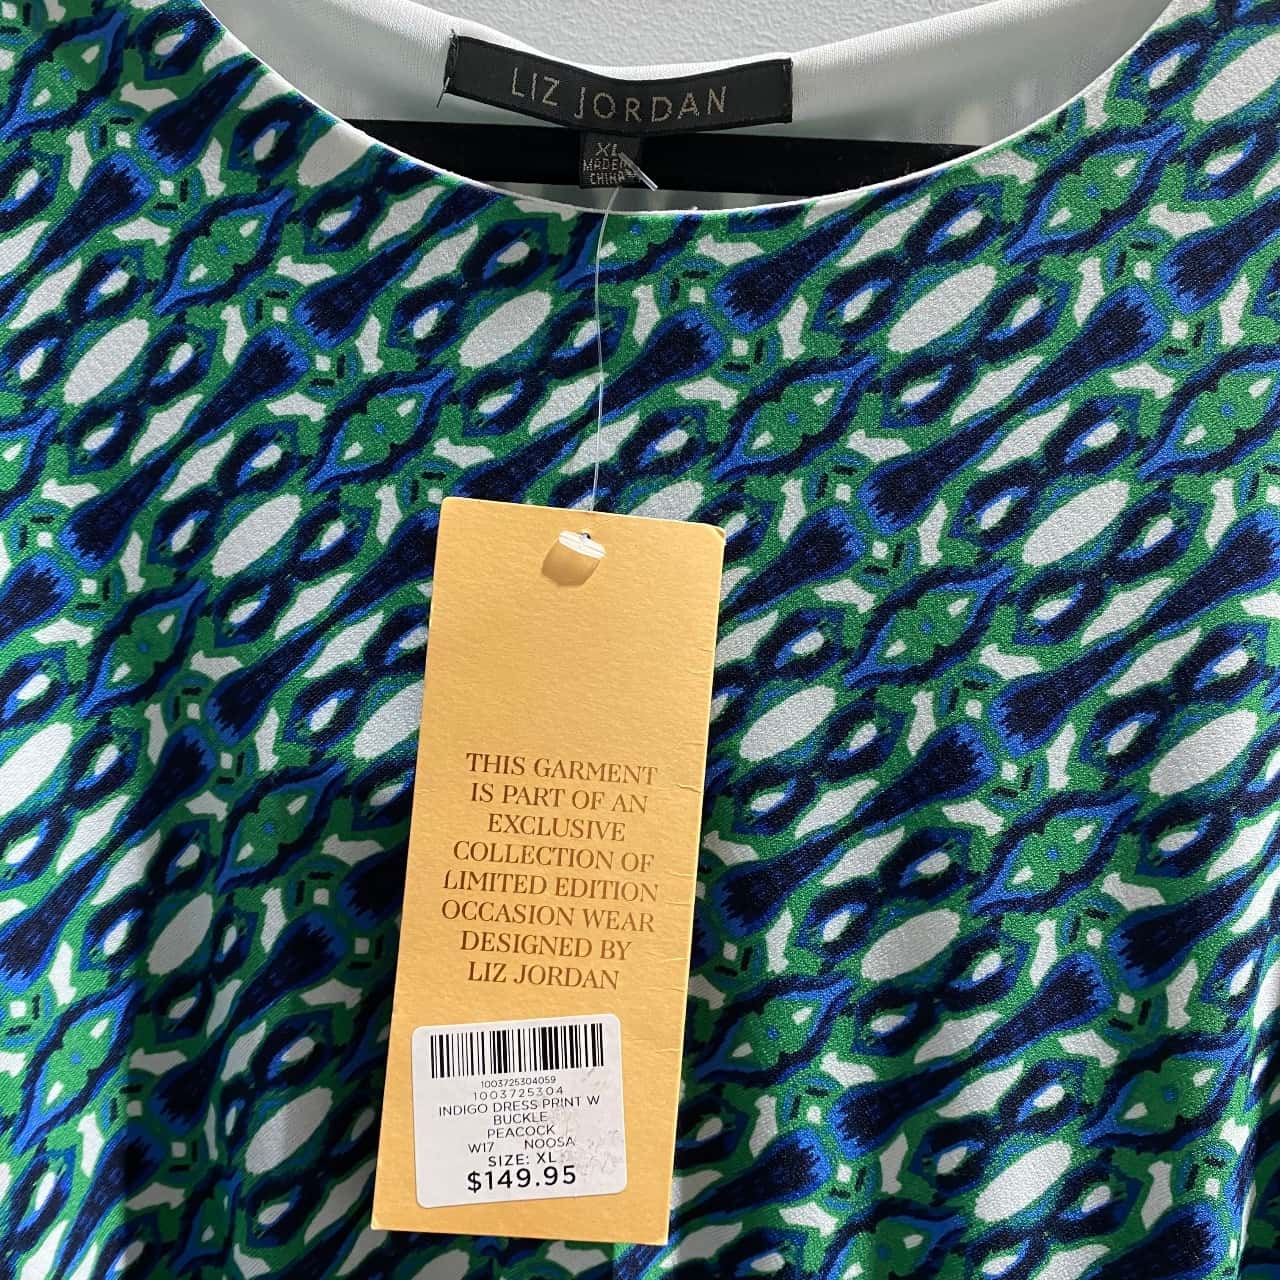 LIZ JORDAN
XL
MADE
CHINA
THIS GARMENT
IS PART OF AN
EXCLUSIVE
COLLECTION OF
LIMITED EDITION
OCCASION WEAR
DESIGNED BY
LIZ JORDAN
1003725304059
1003725304
INDIGO DRESS PRINT W
BUCKLE
PEACOCK
W17 NOOSA
SIZE: XL
$149.95